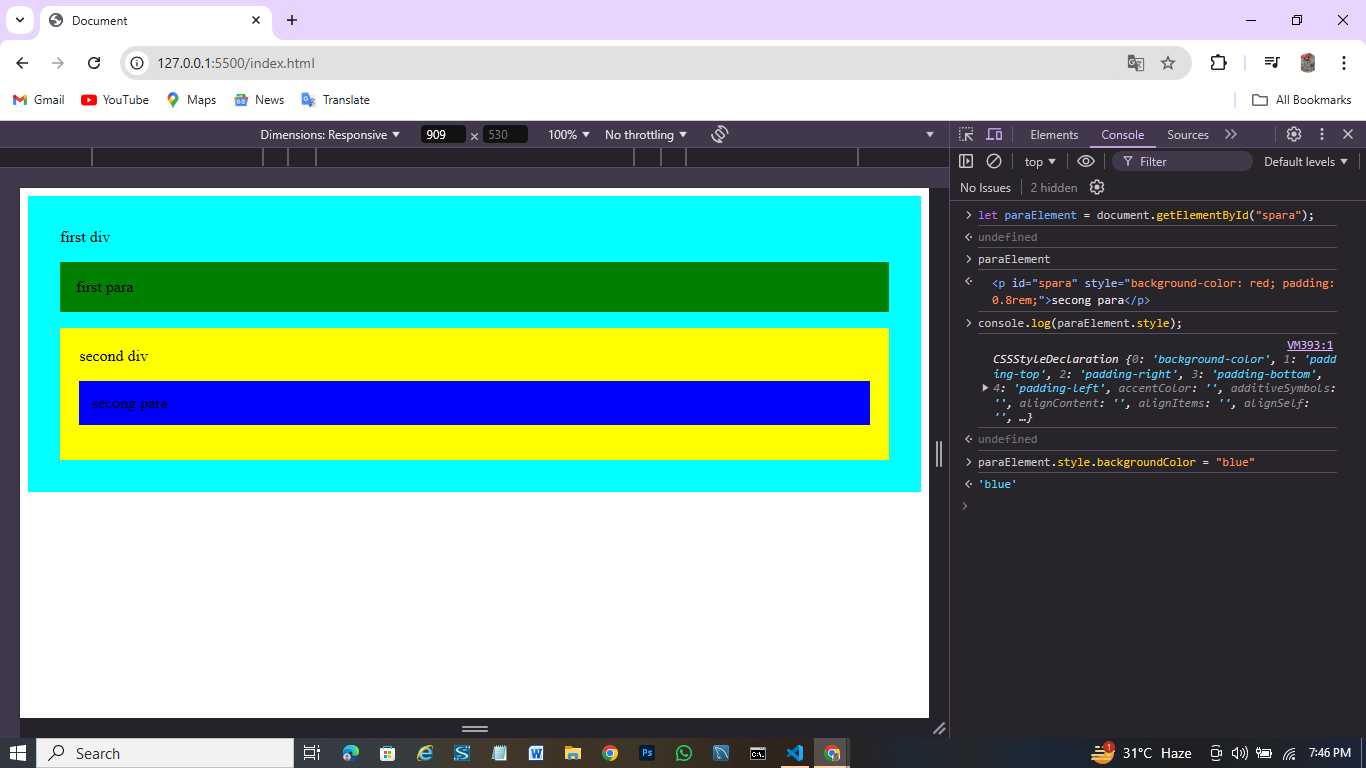 Document
127.0.0.1:5500/index.html
Gmail
YouTube
Maps
News
Translate
All Bookmarks
Dimensions: Responsive
909
×
530
100%
No throttling
Elements
Console
Sources
top
Filter
Default levels
No Issues
2 hidden
first div
first para
second div
secong para
let paraElement = document.getElementById("spara");
undefined
paraElement
<p id="spara" style="background-color: red; padding:
0.8rem;">secong para</p>
console.log(paraElement.style);
VM393:1
CSSStyleDeclaration {0: 'background-color', 1: 'padd
ing-top', 2: 'padding-right', 3: 'padding-bottom',
4: 'padding-left', accentColor: '', additiveSymbols:
'', alignContent: '', alignItems: '', alignSelf:
'', …}
undefined
paraElement.style.backgroundColor = "blue"
'blue'
Search
1
31°C Haze
7:46 PM